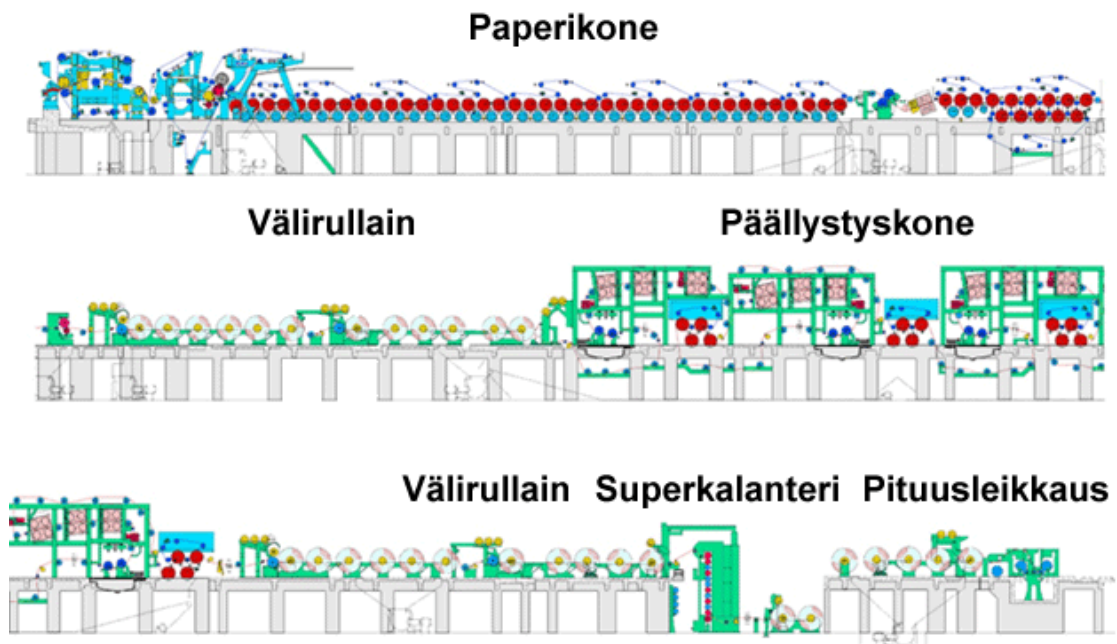 Paperikone
Välirullain Päällystyskone
Välirullain Superkalanteri Pituusleikkaus